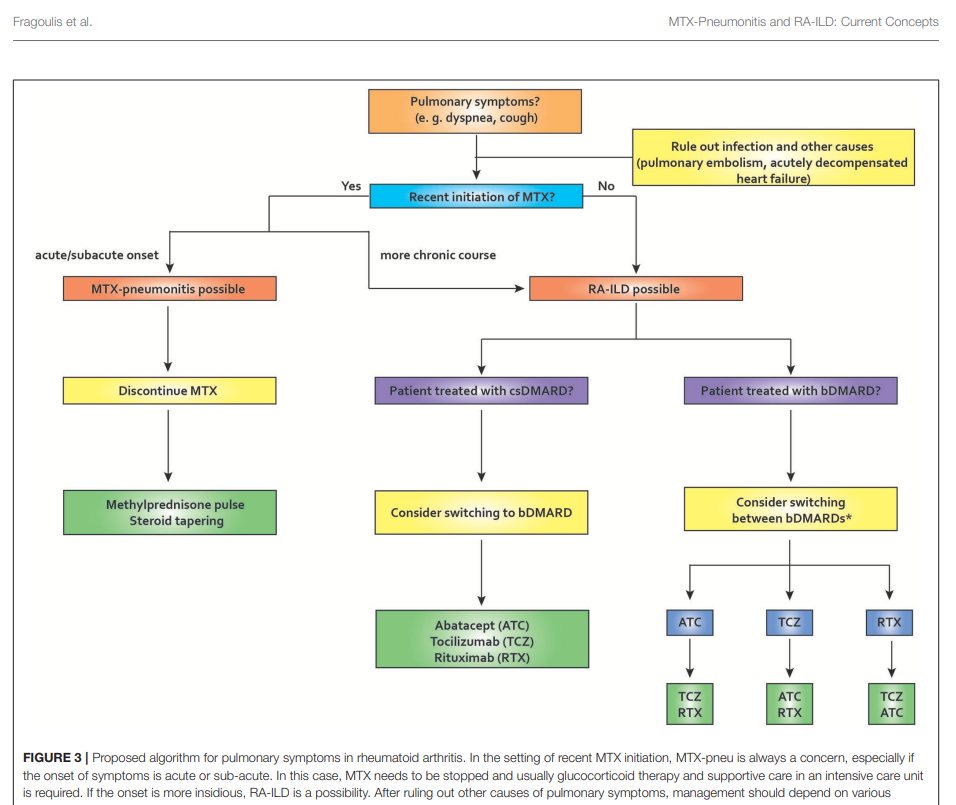 Fragoulis et al.
MTX-Pneumonitis and RA-ILD: Current Concepts
Pulmonary symptoms?
(e. g. dyspnea, cough)
Rule out infection and other causes
(pulmonary embolism, acutely decompensated
heart failure)
Yes
Recent initiation of MTX?
No
acute/subacute onset
more chronic course
MTX-pneumonitis possible
RA-ILD possible
Discontinue MTX
Patient treated with csDMARD?
Patient treated with bDMARD?
Methylprednisone pulse
Steroid tapering
Consider switching to bDMARD
Consider switching
between bDMARDs*
Abatacept (ATC)
Tocilizumab (TCZ)
Rituximab (RTX)
ATC
TCZ
RTX
TCZ
RTX
ATC
RTX
TCZ
ATC
FIGURE 3 | Proposed algorithm for pulmonary symptoms in rheumatoid arthritis. In the setting of recent MTX initiation, MTX-pneu is always a concern, especially if
the onset of symptoms is acute or sub-acute. In this case, MTX needs to be stopped and usually glucocorticoid therapy and supportive care in an intensive care unit
is required. If the onset is more insidious, RA-ILD is a possibility. After ruling out other causes of pulmonary symptoms, management should depend on various